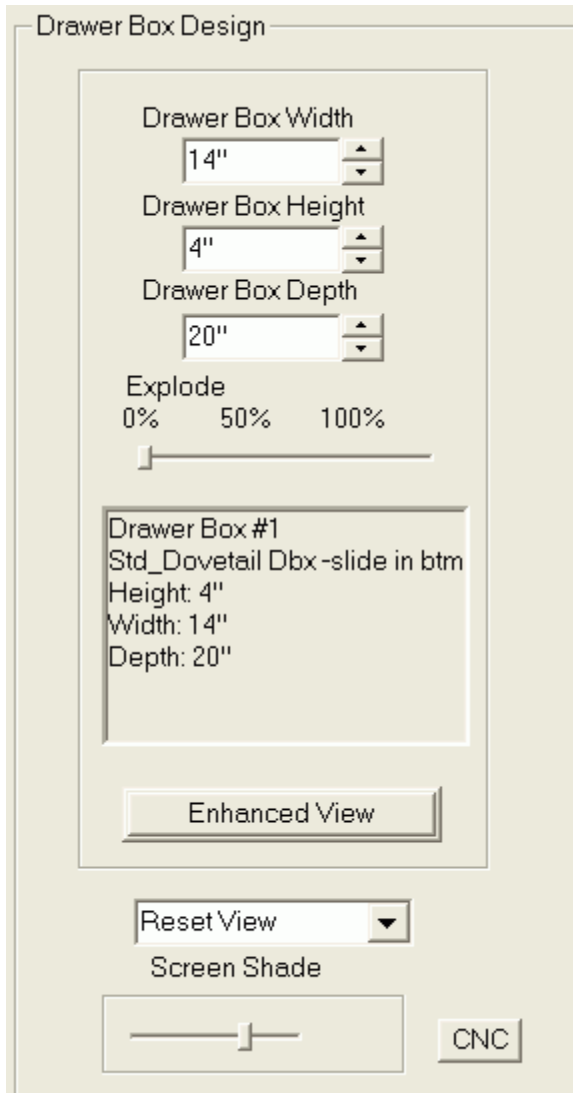 Drawer Box Design
Drawer Box Width
14"
Drawer Box Height
4"
Drawer Box Depth
20"
Explode
0% 50% 100%
Drawer Box #1
Std_Dovetail Dbx -slide in btm
Height: 4"
Width: 14"
Depth: 20"
Enhanced View
Reset View
Screen Shade
CNC